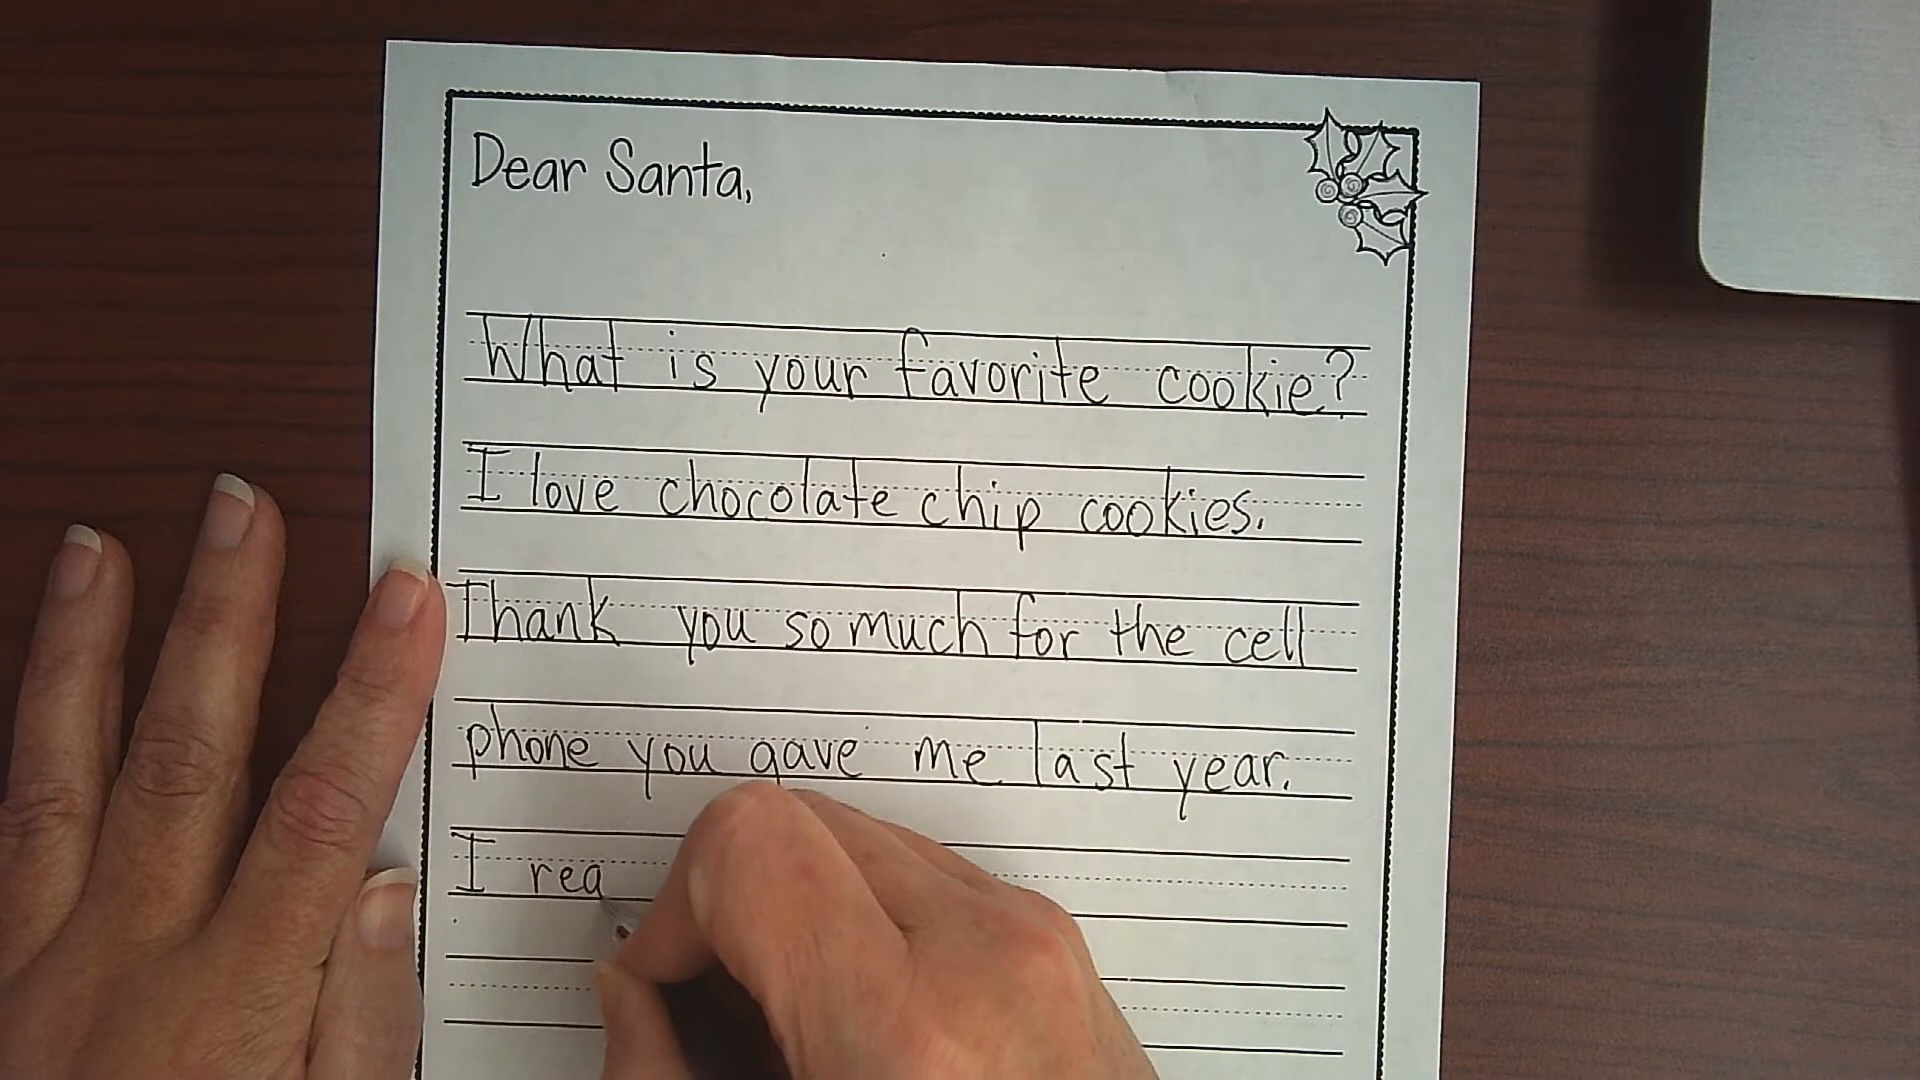 Dear Santa,
What is your favorite cookie?
I love chocolate chip cookies.
Thank you so much for the cell
phone you gave me last year.
I rea